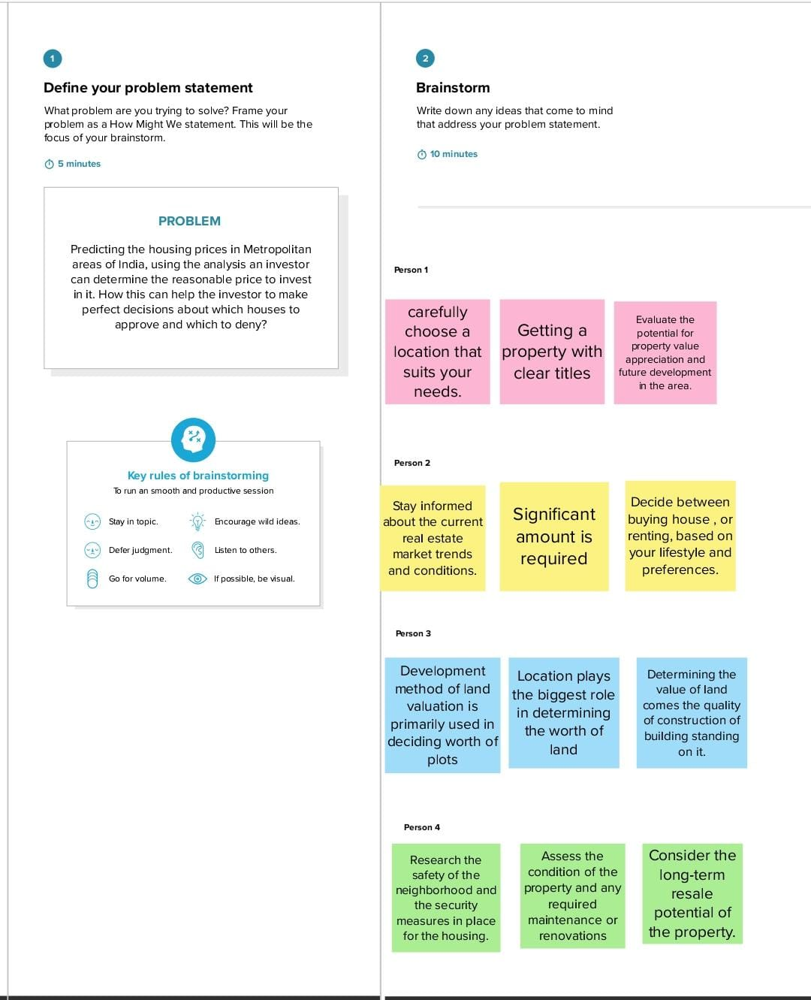 1
Define your problem statement
What problem are you trying to solve? Frame your
problem as a How Might We statement. This will be the
focus of your brainstorm.
5 minutes
PROBLEM
Predicting the housing prices in Metropolitan
areas of India, using the analysis an investor
can determine the reasonable price to invest
in it. How this can help the investor to make
perfect decisions about which houses to
approve and which to deny?
Key rules of brainstorming
To run an smooth and productive session
Stay in topic.
Encourage wild ideas.
Defer judgment.
Listen to others.
Go for volume.
If possible, be visual.
2
Brainstorm
Write down any ideas that come to mind
that address your problem statement.
10 minutes
Person 1
carefully
choose a
location that
suits your
needs.
Getting a
property with
clear titles
Evaluate the
potential for
property value
appreciation and
future development
in the area.
Person 2
Stay informed
about the current
real estate
market trends
and conditions.
Significant
amount is
required
Decide between
buying house , or
renting, based on
your lifestyle and
preferences.
Person 3
Development
method of land
valuation is
primarily used in
deciding worth of
plots
Location plays
the biggest role
in determining
the worth of
land
Determining the
value of land
comes the quality
of construction of
building standing
on it.
Person 4
Research the
safety of the
neighborhood and
the security
measures in place
for the housing.
Assess the
condition of the
property and any
required
maintenance or
renovations
Consider the
long-term
resale
potential of
the property.